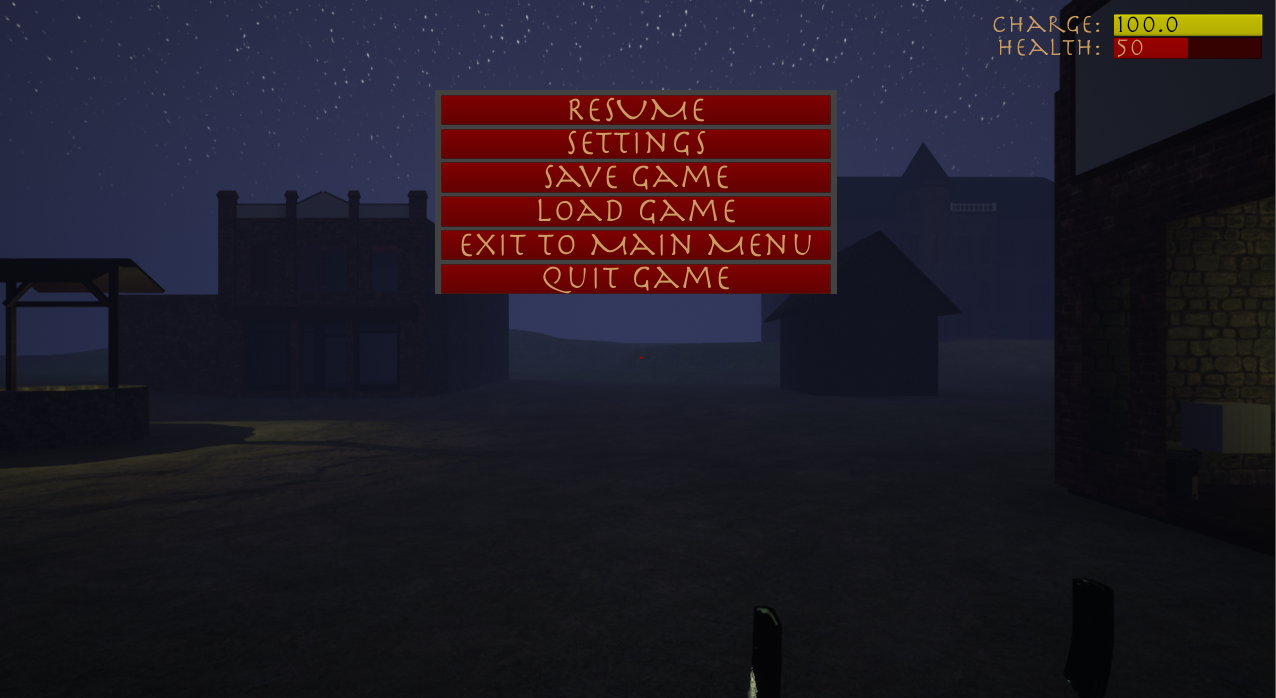 CHARGE: 100.0
HEALTH: 50
RESUME
SETTINGS
SAVE GAME
LOAD GAME
EXIT TO MAIN MENU
QUIT GAME